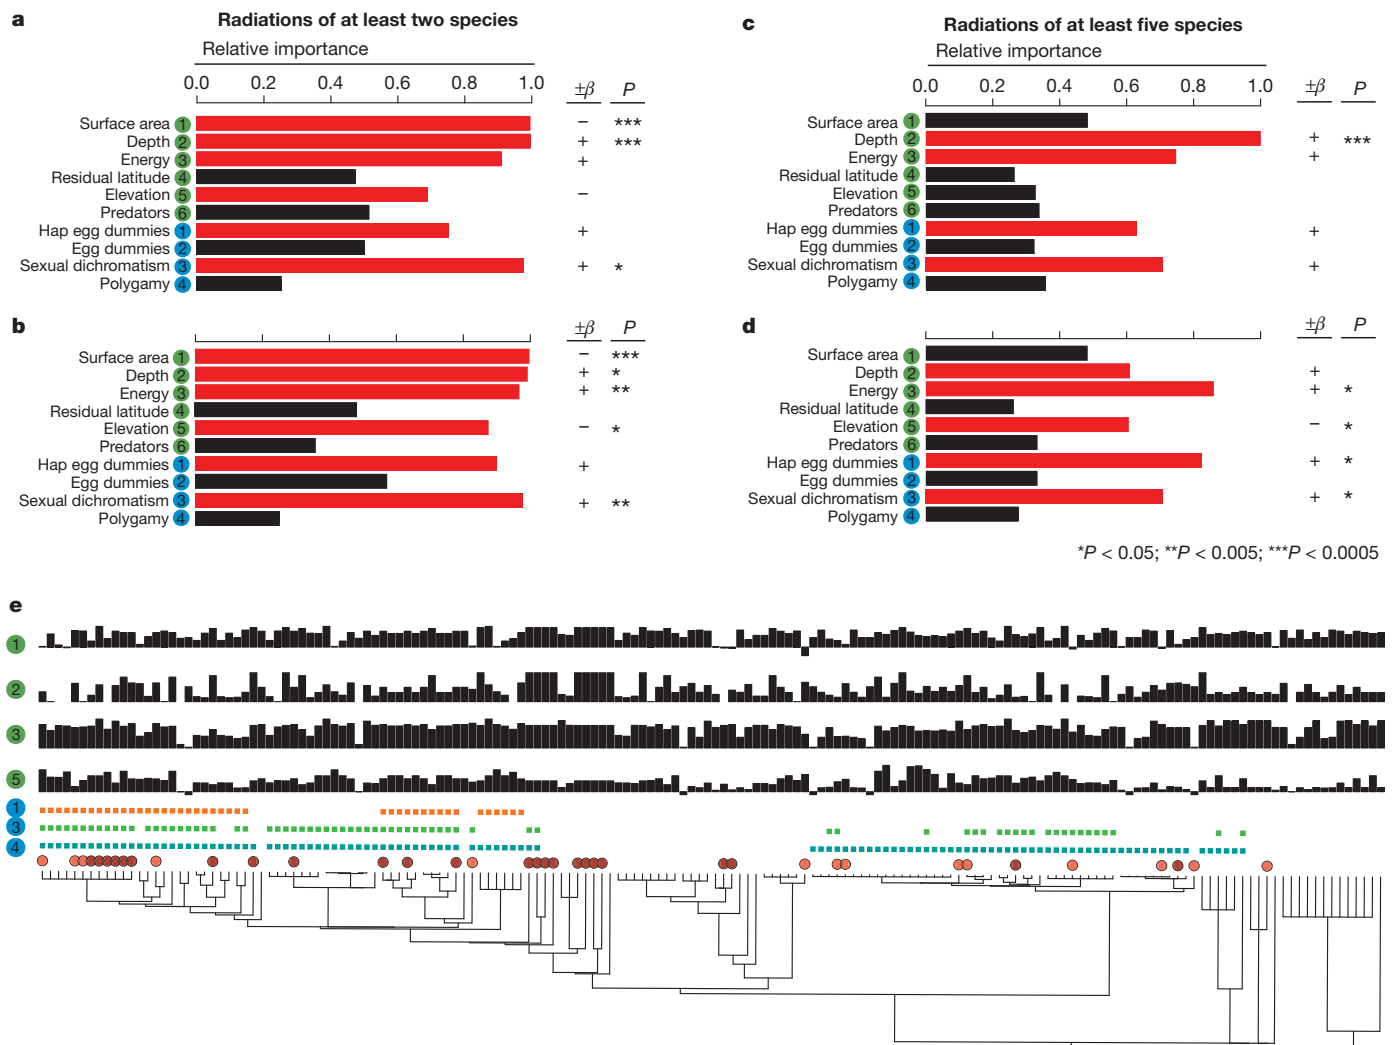 a Radiations of at least two species
Relative importance
0.0 0.2 0.4 0.6 0.8 1.0 ±β P
Surface area 1 − ***
Depth 2 + ***
Energy 3 +
Residual latitude 4
Elevation 5 −
Predators 6
Hap egg dummies 1 +
Egg dummies 2
Sexual dichromatism 3 + *
Polygamy 4
b ±β P
Surface area 1 − ***
Depth 2 + *
Energy 3 + **
Residual latitude 4
Elevation 5 − *
Predators 6
Hap egg dummies 1 +
Egg dummies 2
Sexual dichromatism 3 + **
Polygamy 4
c Radiations of at least five species
Relative importance
0.0 0.2 0.4 0.6 0.8 1.0 ±β P
Surface area 1
Depth 2 + ***
Energy 3 +
Residual latitude 4
Elevation 5
Predators 6
Hap egg dummies 1 +
Egg dummies 2
Sexual dichromatism 3 +
Polygamy 4
d ±β P
Surface area 1
Depth 2 +
Energy 3 + *
Residual latitude 4
Elevation 5 − *
Predators 6
Hap egg dummies 1 + *
Egg dummies 2
Sexual dichromatism 3 + *
Polygamy 4
*P < 0.05; **P < 0.005; ***P < 0.0005
e
1
2
3
5
1
3
4